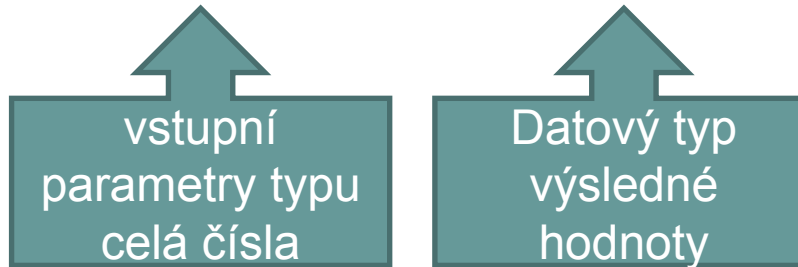 vstupní
parametry typu
celá čísla
Datový typ
výsledné
hodnoty